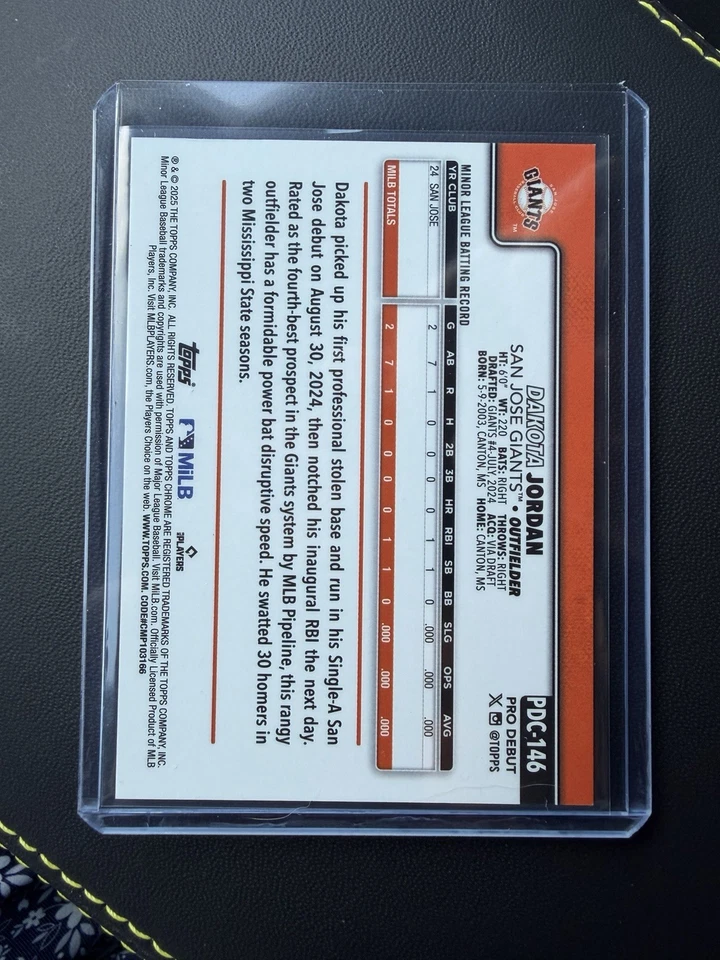 GIANTS
TM
DAKOTA JORDAN
SAN JOSE GIANTS™ • OUTFIELDER
HT: 6'0" WT: 220 BATS: RIGHT THROWS: RIGHT
DRAFTED: GIANTS #4-JULY, 2024 ACQ: VIA DRAFT
BORN: 5-9-2003, CANTON, MS HOME: CANTON, MS
PDC-146
PRO DEBUT
X @TOPPS
MINOR LEAGUE BATTING RECORD
YR CLUB G AB R H 2B 3B HR RBI SB BB SLG OPS AVG
24 SAN JOSE 2 7 1 0 0 0 0 1 1 0 .000 .000 .000
MILB TOTALS 2 7 1 0 0 0 0 1 1 0 .000 .000 .000
Dakota picked up his first professional stolen base and run in his Single-A San
Jose debut on August 30, 2024, then notched his inaugural RBI the next day.
Rated as the fourth-best prospect in the Giants system by MLB Pipeline, this rangy
outfielder has a formidable power bat disruptive speed. He swatted 30 homers in
two Mississippi State seasons.
topps MiLB PLAYERS
® & © 2025 THE TOPPS COMPANY, INC. ALL RIGHTS RESERVED. TOPPS AND TOPPS CHROME ARE REGISTERED TRADEMARKS OF THE TOPPS COMPANY, INC.
Minor League Baseball trademarks and copyrights are used with permission of Major League Baseball. Visit MiLB.com. Officially Licensed Product of MLB
Players, Inc. Visit MLBPLAYERS.com, the Players Choice on the web. WWW.TOPPS.COM. CODE#CMP103166